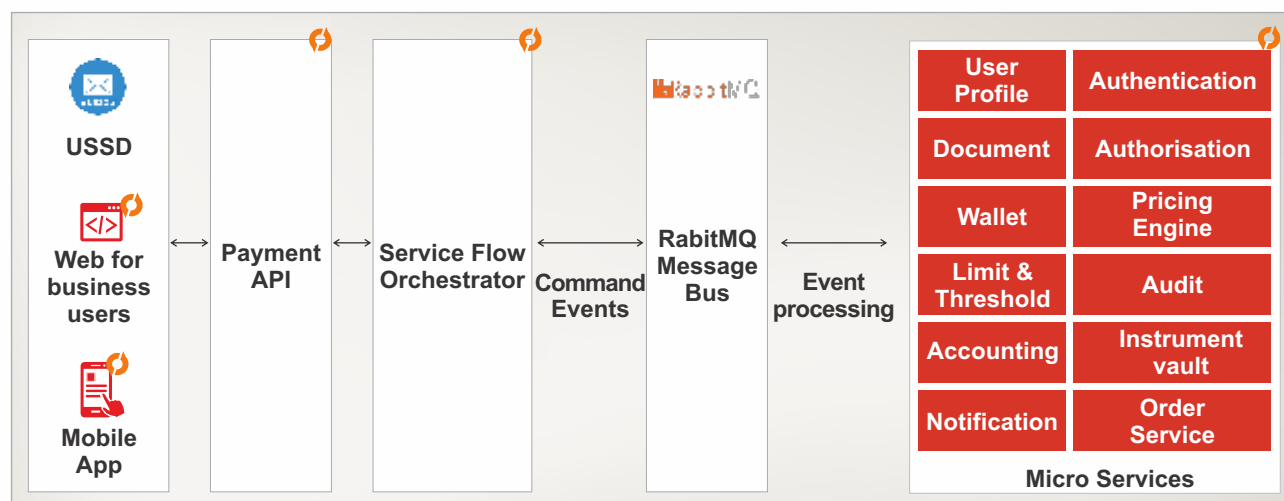 USSD
Web for
business
users
Mobile
App
Payment
API
Service Flow
Orchestrator
Command
Events
RabbitMQ
RabitMQ
Message
Bus
Event
processing
User
Profile
Authentication
Document
Authorisation
Wallet
Pricing
Engine
Limit &
Threshold
Audit
Accounting
Instrument
vault
Notification
Order
Service
Micro Services